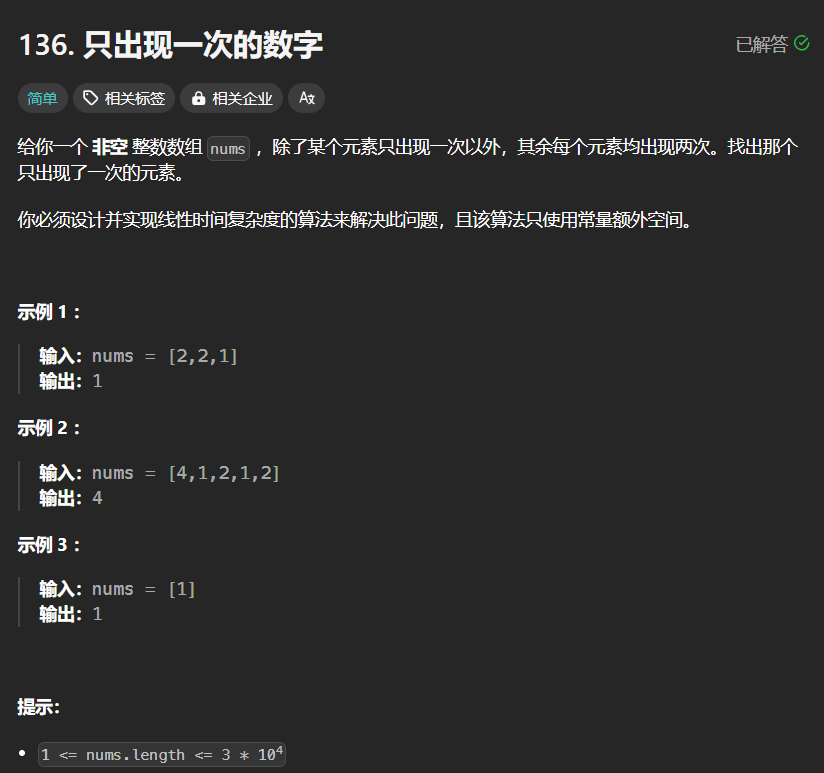 136. 只出现一次的数字
已解答
简单 相关标签 相关企业 Aあ
给你一个 非空 整数数组 nums ，除了某个元素只出现一次以外，其余每个元素均出现两次。找出那个
只出现了一次的元素。
你必须设计并实现线性时间复杂度的算法来解决此问题，且该算法只使用常量额外空间。
示例 1 ：
输入：nums = [2,2,1]
输出：1
示例 2 ：
输入：nums = [4,1,2,1,2]
输出：4
示例 3 ：
输入：nums = [1]
输出：1
提示：
• 1 <= nums.length <= 3 * 10⁴